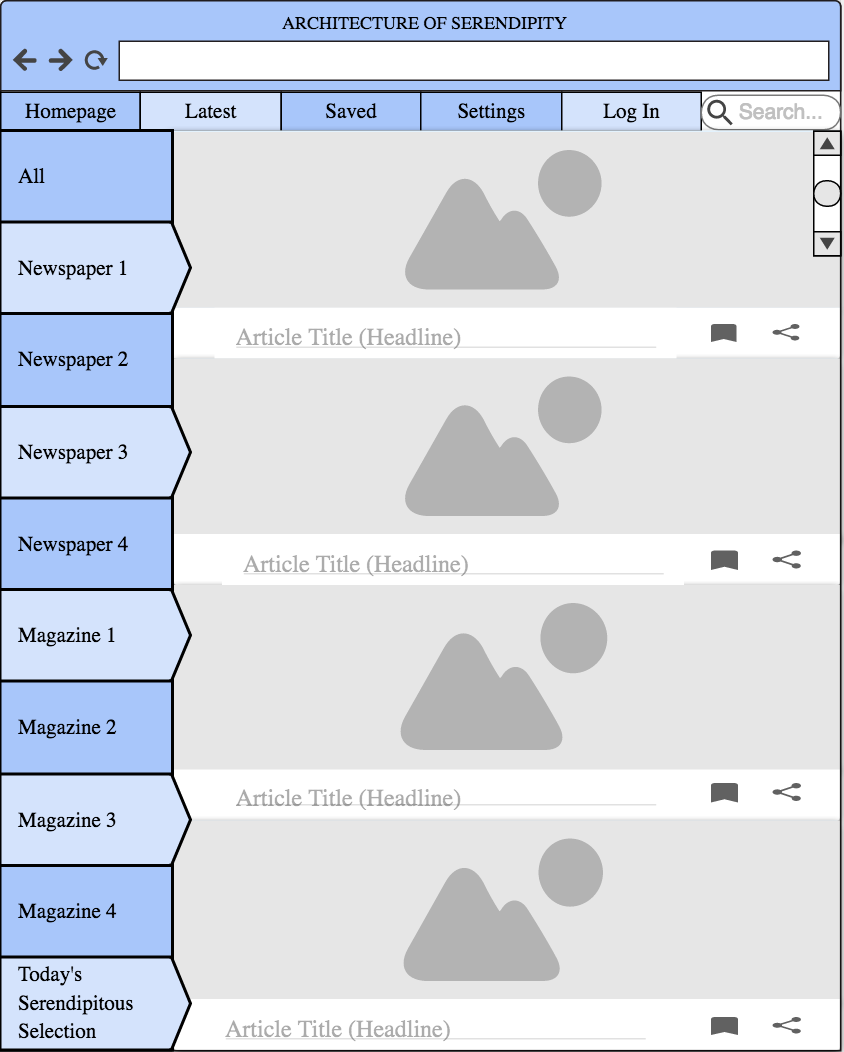 ARCHITECTURE OF SERENDIPITY
Homepage
Latest
Saved
Settings
Log In
Search...
All
Newspaper 1
Article Title (Headline)
Newspaper 2
Newspaper 3
Newspaper 4
Article Title (Headline)
Magazine 1
Magazine 2
Article Title (Headline)
Magazine 3
Magazine 4
Today's
Serendipitous
Selection
Article Title (Headline)